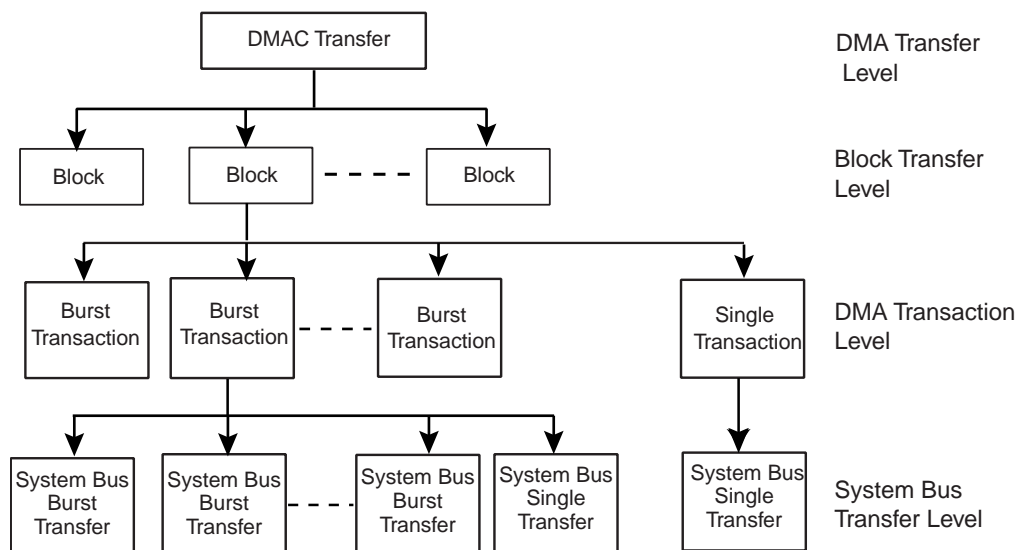 DMAC Transfer
DMA Transfer
Level
Block
Block
Block
Block Transfer
Level
Burst
Transaction
Burst
Transaction
Burst
Transaction
Single
Transaction
DMA Transaction
Level
System Bus
Burst
Transfer
System Bus
Burst
Transfer
System Bus
Burst
Transfer
System Bus
Single
Transfer
System Bus
Single
Transfer
System Bus
Transfer Level